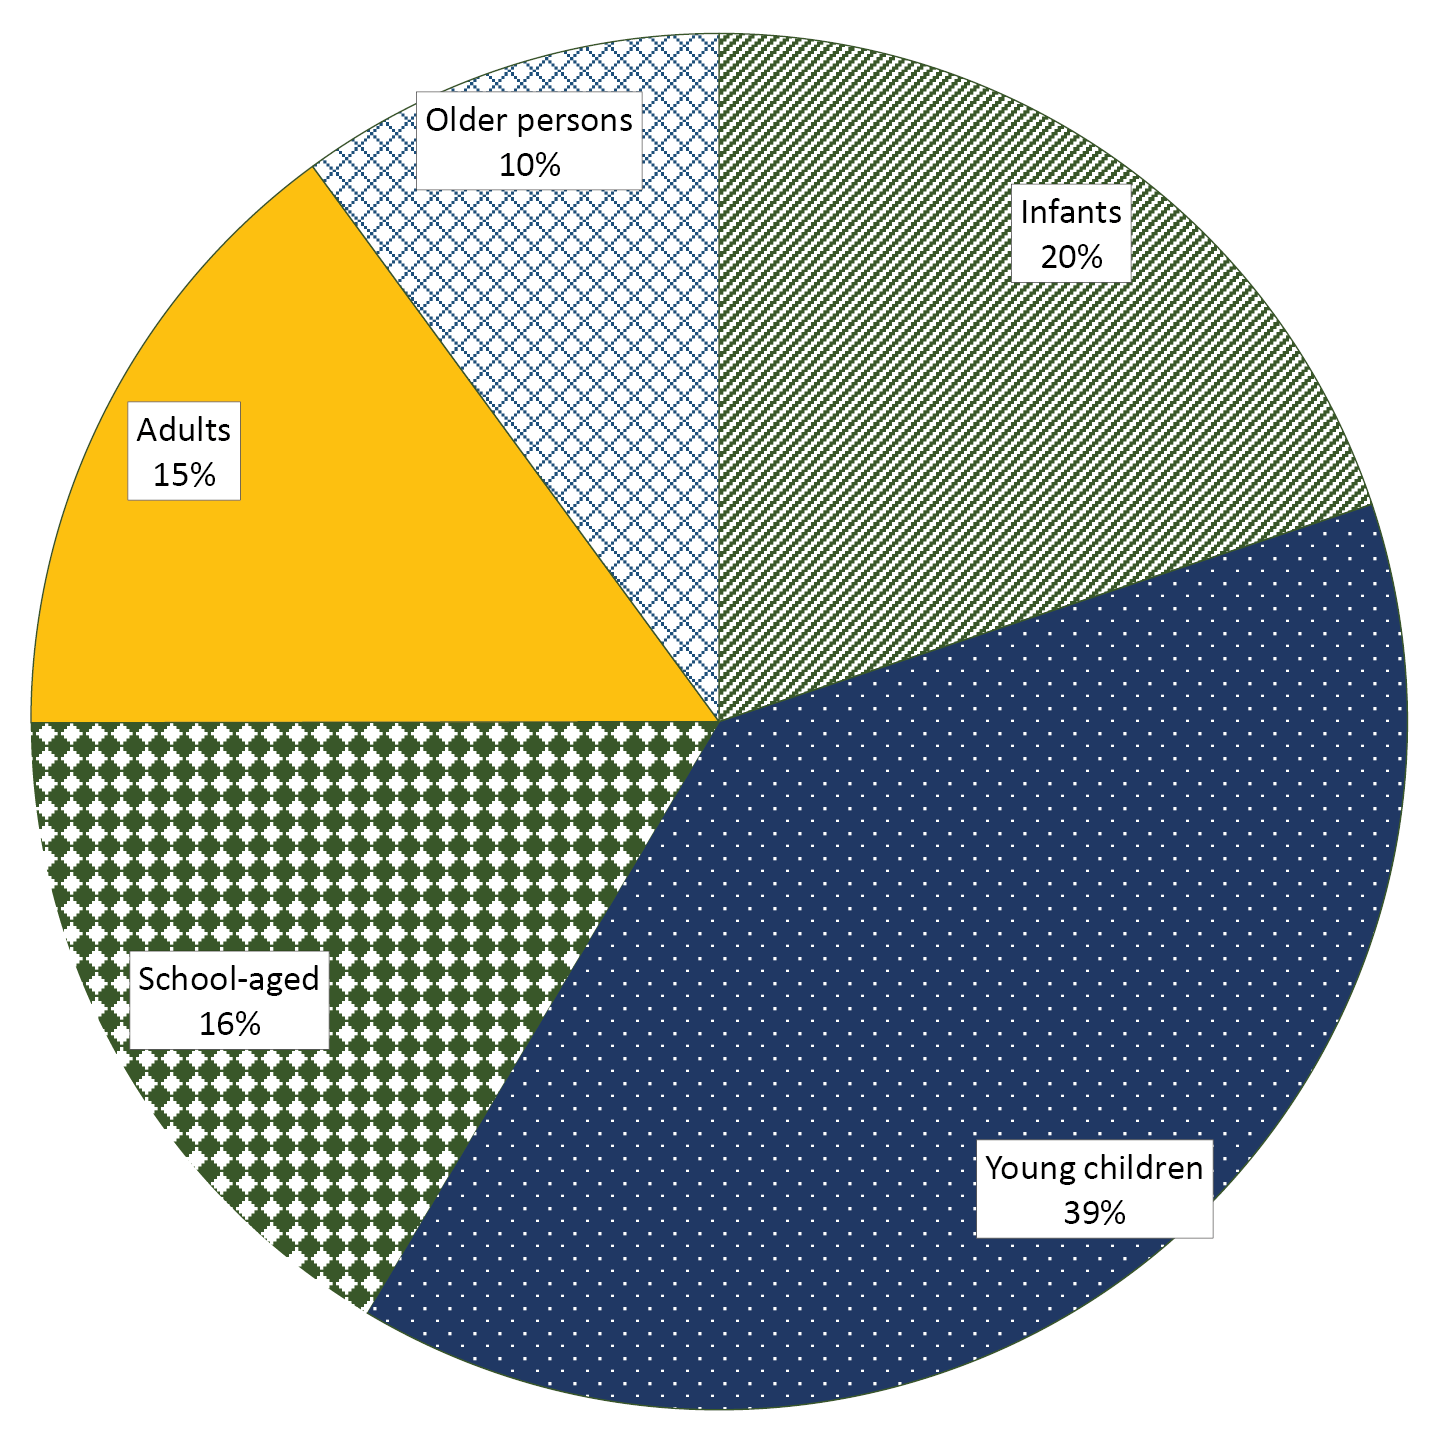 Older persons
10%
Infants
20%
Adults
15%
School-aged
16%
Young children
39%